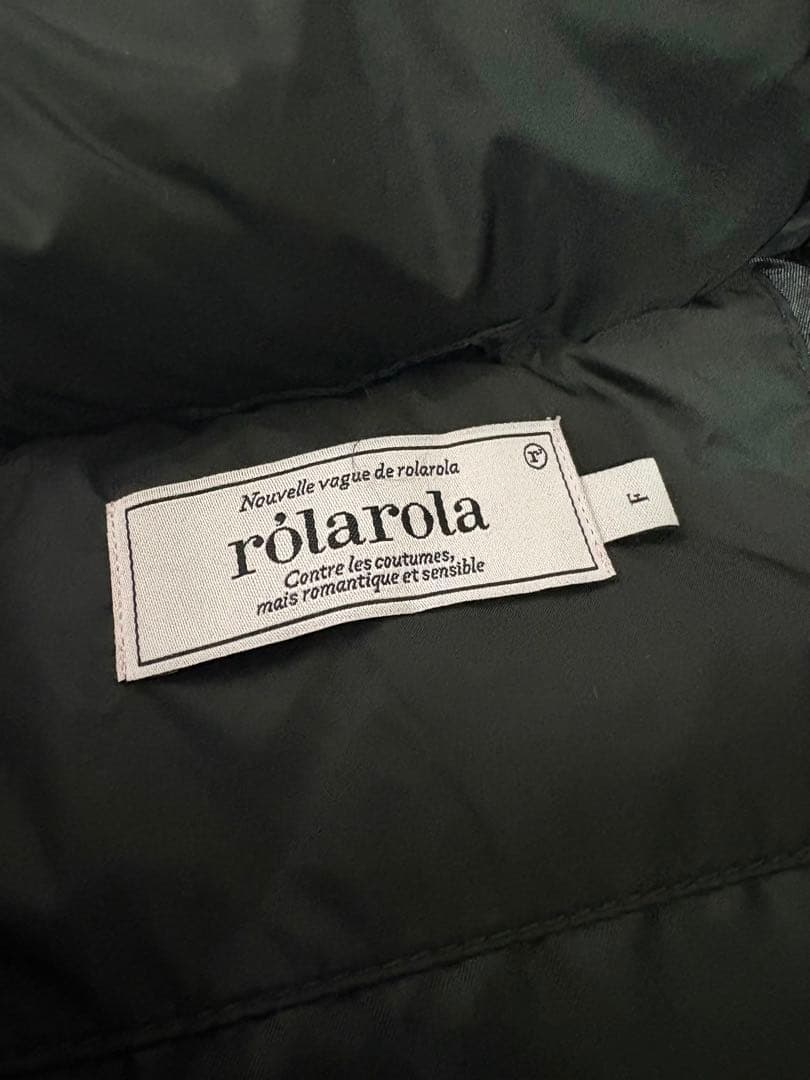 Nouvelle vague de rolarola
rólarola
Contre les coutumes,
mais romantique et sensible
r
F